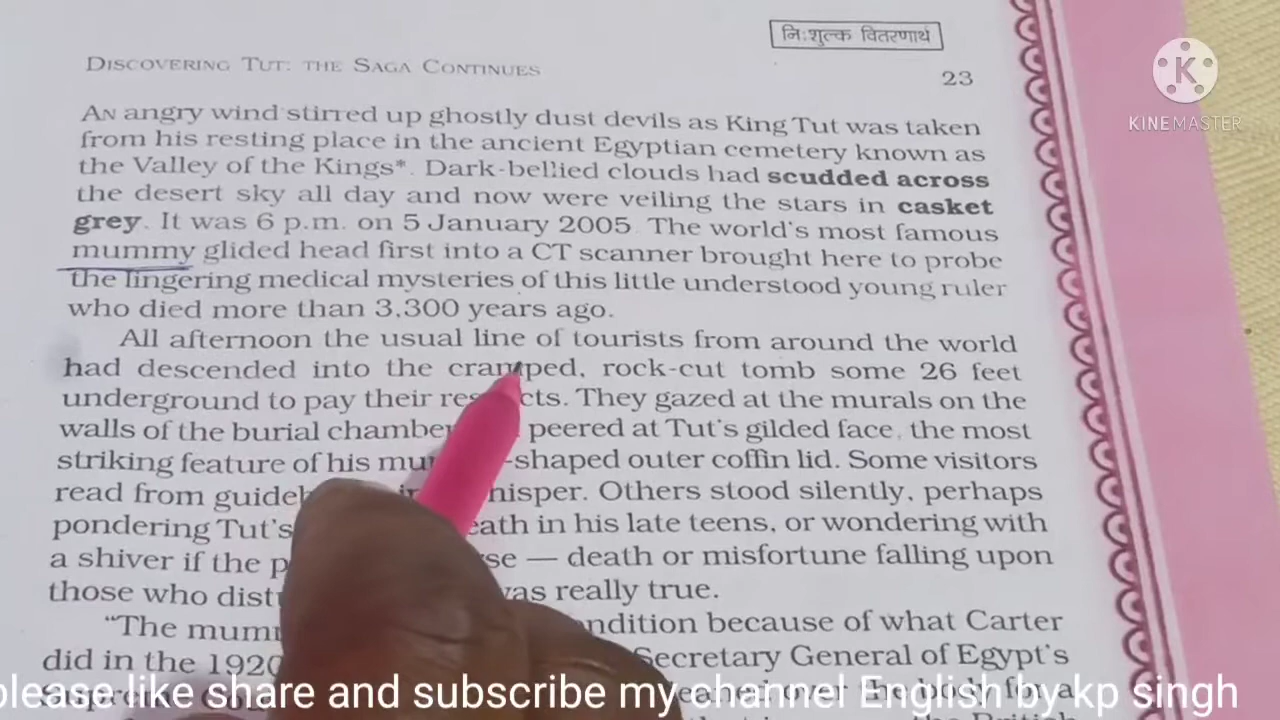 निःशुल्क वितरणार्थ
DISCOVERING TUT: THE SAGA CONTINUES
23
K
KINEMASTER
AN angry wind stirred up ghostly dust devils as King Tut was taken
from his resting place in the ancient Egyptian cemetery known as
the Valley of the Kings*. Dark-bellied clouds had scudded across
the desert sky all day and now were veiling the stars in casket
grey. It was 6 p.m. on 5 January 2005. The world's most famous
mummy glided head first into a CT scanner brought here to probe
the lingering medical mysteries of this little understood young ruler
who died more than 3,300 years ago.
All afternoon the usual line of tourists from around the world
had descended into the cramped, rock-cut tomb some 26 feet
underground to pay their respects. They gazed at the murals on the
walls of the burial chamber peered at Tut's gilded face, the most
striking feature of his -shaped outer coffin lid. Some visitors
read from whisper. Others stood silently, perhaps
pondering Tut's death in his late teens, or wondering with
a shiver if the — death or misfortune falling upon
those who was really true.
"The condition because of what Carter
did in the Secretary General of Egypt's
over the body for a
please like share and subscribe my channel English by kp singh